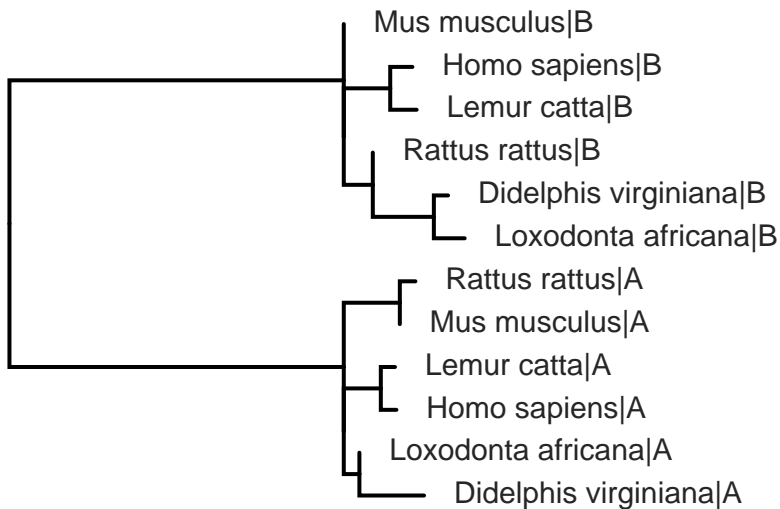 Mus musculus|B
Homo sapiens|B
Lemur catta|B
Rattus rattus|B
Didelphis virginiana|B
Loxodonta africana|B
Rattus rattus|A
Mus musculus|A
Lemur catta|A
Homo sapiens|A
Loxodonta africana|A
Didelphis virginiana|A